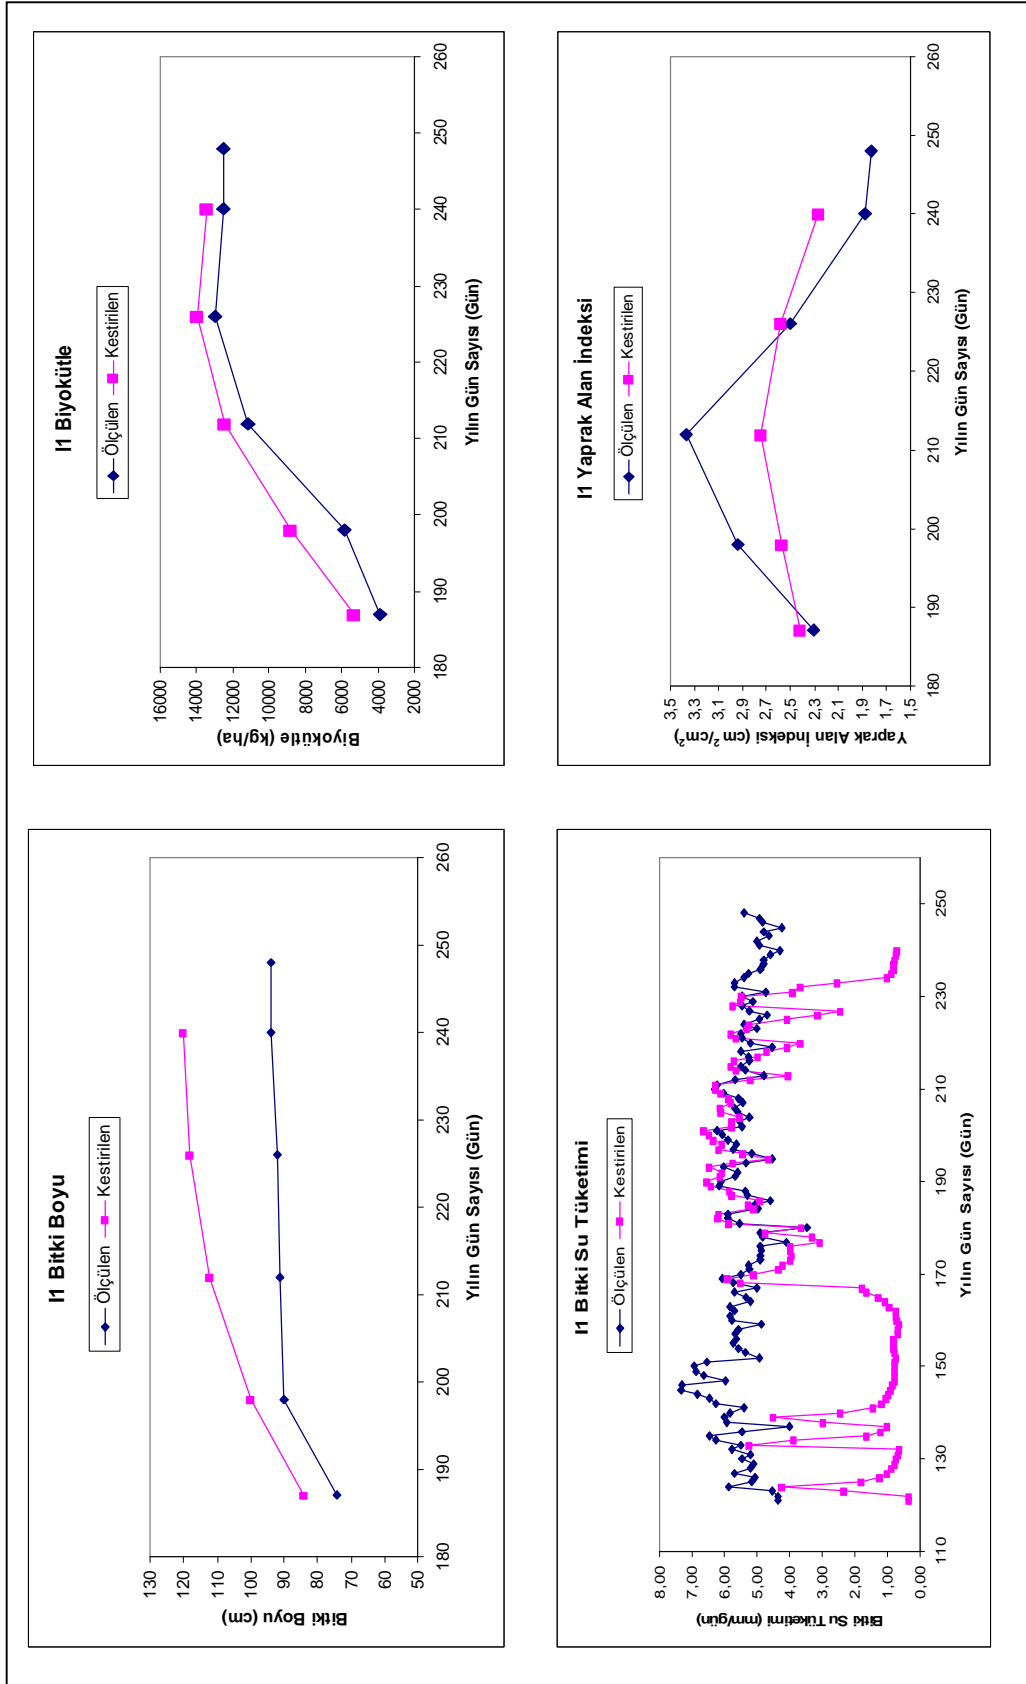 I1 Bitki Boyu
Ölçülen Kestirilen
130
120
110
100
90
80
70
60
50
Bitki Boyu (cm)
180 190 200 210 220 230 240 250 260
Yılın Gün Sayısı (Gün)
I1 Biyokütle
Ölçülen Kestirilen
16000
14000
12000
10000
8000
6000
4000
2000
Biyokütle (kg/ha)
180 190 200 210 220 230 240 250 260
Yılın Gün Sayısı (Gün)
I1 Bitki Su Tüketimi
Ölçülen Kestirilen
8,00
7,00
6,00
5,00
4,00
3,00
2,00
1,00
0,00
Bitki Su Tüketimi (mm/gün)
110 130 150 170 190 210 230 250
Yılın Gün Sayısı (Gün)
I1 Yaprak Alan İndeksi
Ölçülen Kestirilen
3,5
3,3
3,1
2,9
2,7
2,5
2,3
2,1
1,9
1,7
1,5
Yaprak Alan İndeksi (cm²/cm²)
180 190 200 210 220 230 240 250 260
Yılın Gün Sayısı (Gün)